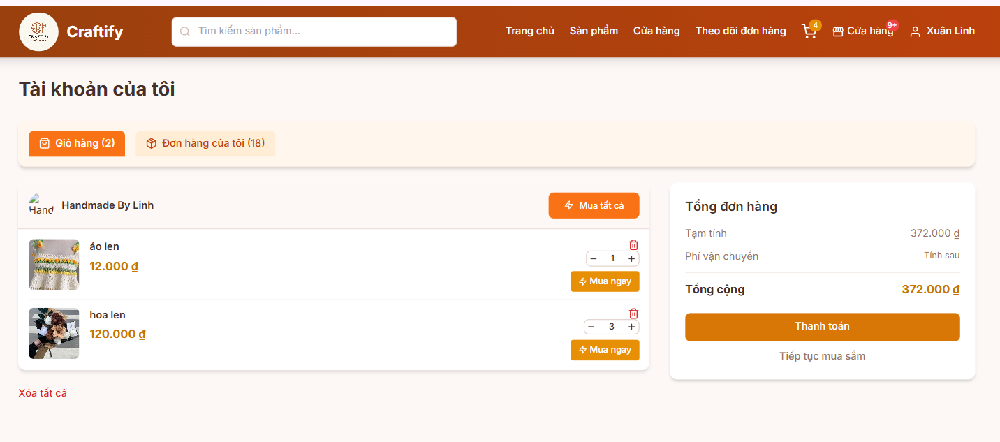 Craftify
Tìm kiếm sản phẩm...
Trang chủ
Sản phẩm
Cửa hàng
Theo dõi đơn hàng
4
Cửa hàng
9+
Xuân Linh
Tài khoản của tôi
Giỏ hàng (2)
Đơn hàng của tôi (18)
Hand
Handmade By Linh
Mua tất cả
áo len
12.000 ₫
1
Mua ngay
hoa len
120.000 ₫
3
Mua ngay
Xóa tất cả
Tổng đơn hàng
Tạm tính 372.000 ₫
Phí vận chuyển Tính sau
Tổng cộng 372.000 ₫
Thanh toán
Tiếp tục mua sắm